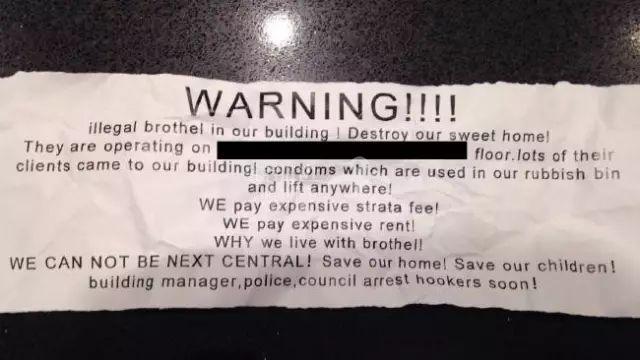 WARNING!!!!
illegal brothel in our building ! Destroy our sweet home!
They are operating on floor.lots of their
clients came to our building! condoms which are used in our rubbish bin
and lift anywhere!
WE pay expensive strata fee!
WE pay expensive rent!
WHY we live with brothel!
WE CAN NOT BE NEXT CENTRAL! Save our home! Save our children!
building manager,police,council arrest hookers soon!